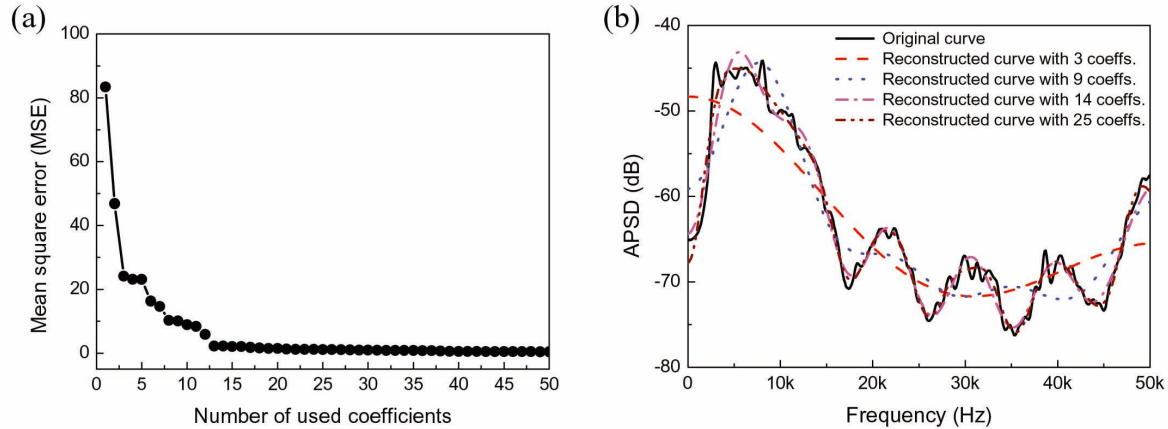 (a)
100
80
60
40
20
0
Mean square error (MSE)
0 5 10 15 20 25 30 35 40 45 50
Number of used coefficients
(b)
-40
-50
-60
-70
-80
APSD (dB)
Original curve
Reconstructed curve with 3 coeffs.
Reconstructed curve with 9 coeffs.
Reconstructed curve with 14 coeffs.
Reconstructed curve with 25 coeffs.
0 10k 20k 30k 40k 50k
Frequency (Hz)